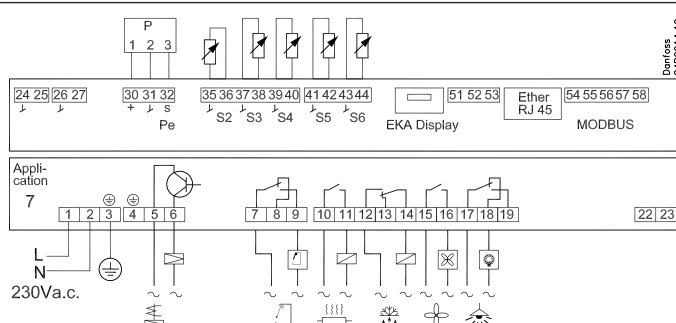 P
1 2 3
Danfoss
24 25 26 27 30 31 32 35 36 37 38 39 40 41 42 43 44 51 52 53 Ether RJ 45 54 55 56 57 58
+ s S2 S3 S4 S5 S6
Pe EKA Display MODBUS
Appli-
cation
7
1 2 3 4 5 6 7 8 9 10 11 12 13 14 15 16 17 18 19 22 23
L
N
230Va.c.